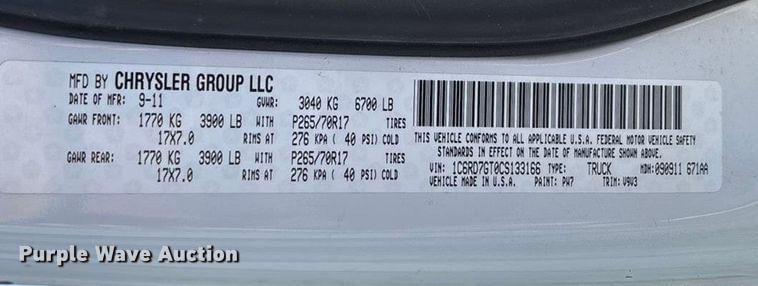 MFD BY CHRYSLER GROUP LLC
DATE OF MFR: 9-11 GVWR: 3040 KG 6700 LB
GAWR FRONT: 1770 KG 3900 LB WITH P265/70R17 TIRES
17X7.0 RIMS AT 276 KPA ( 40 PSI) COLD
GAWR REAR: 1770 KG 3900 LB WITH P265/70R17 TIRES
17X7.0 RIMS AT 276 KPA ( 40 PSI) COLD
THIS VEHICLE CONFORMS TO ALL APPLICABLE U.S.A. FEDERAL MOTOR VEHICLE SAFETY
STANDARDS IN EFFECT ON THE DATE OF MANUFACTURE SHOWN ABOVE.
VIN: 1C6RD7GT0CS133166 TYPE: TRUCK MDH:090911 671AA
VEHICLE MADE IN U.S.A. PAINT: PW7 TRIM: V9V3
Purple Wave Auction